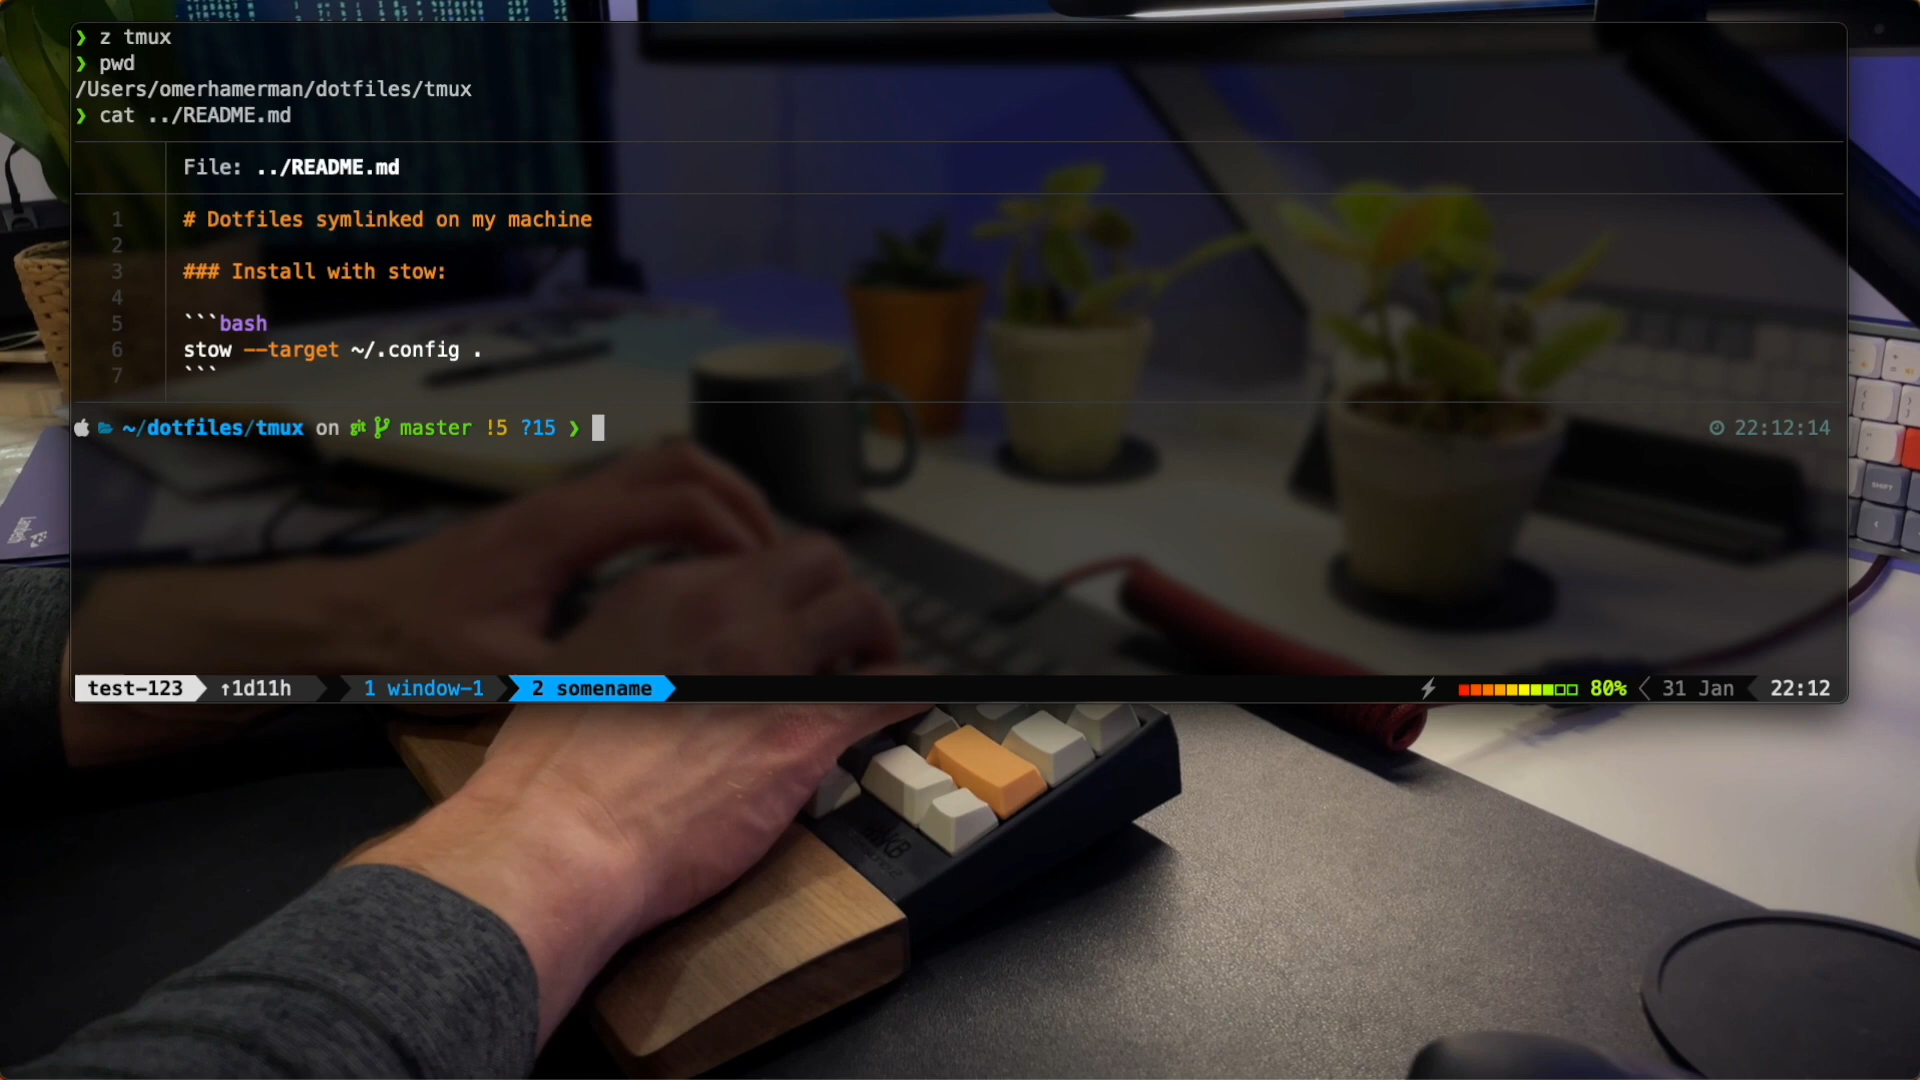 ❯ z tmux
❯ pwd
/Users/omerhamerman/dotfiles/tmux
❯ cat ../README.md
File: ../README.md
1 # Dotfiles symlinked on my machine
2
3 ### Install with stow:
4
5 ```bash
6 stow --target ~/.config .
7 ```
~/dotfiles/tmux on git master !5 ?15 ❯ 22:12:14
test-123 ↑1d11h 1 window-1 2 somename 80% 31 Jan 22:12
SHIFT